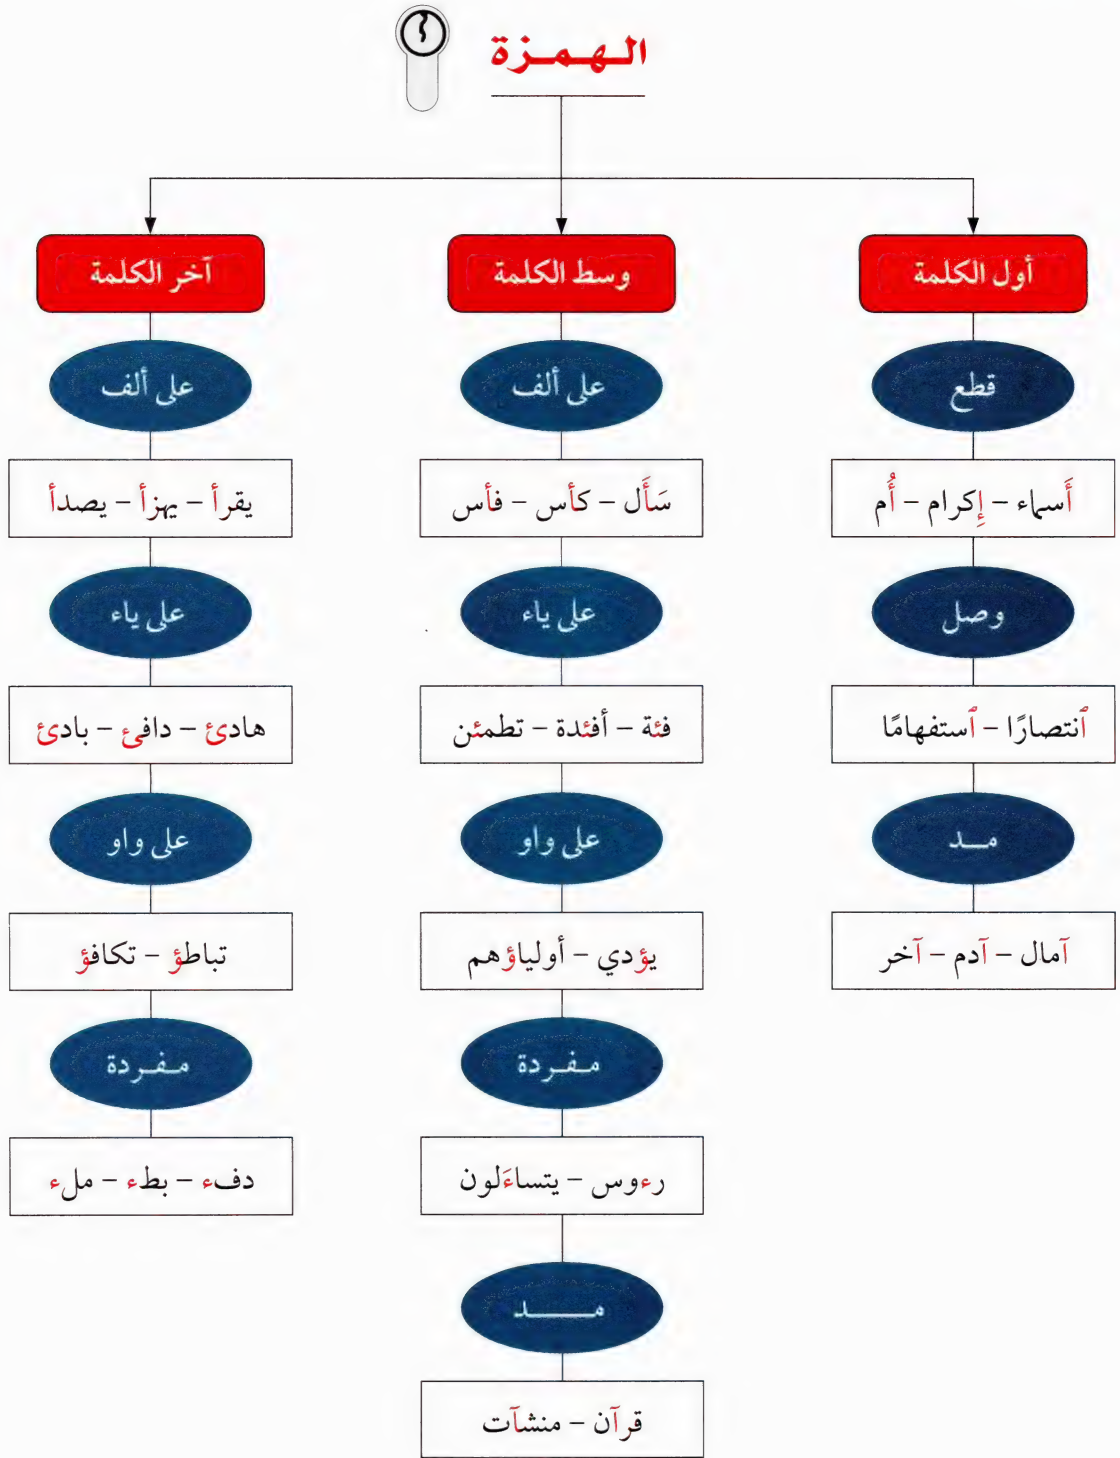 الهمزة
أول الكلمة
قطع
أَسماء – إِكرام – أُم
وصل
ٱنتصارًا – ٱستفهامًا
مد
آمال – آدم – آخر
وسط الكلمة
على ألف
سَأَل – كأس – فأس
على ياء
فئة – أفئدة – تطمئن
على واو
يؤدي – أولياؤهم
مفردة
رءوس – يتساءَلون
مد
قرآن – منشآت
آخر الكلمة
على ألف
يقرأ – يهزأ – يصدأ
على ياء
هادئ – دافئ – بادئ
على واو
تباطؤ – تكافؤ
مفردة
دفء – بطء – ملء